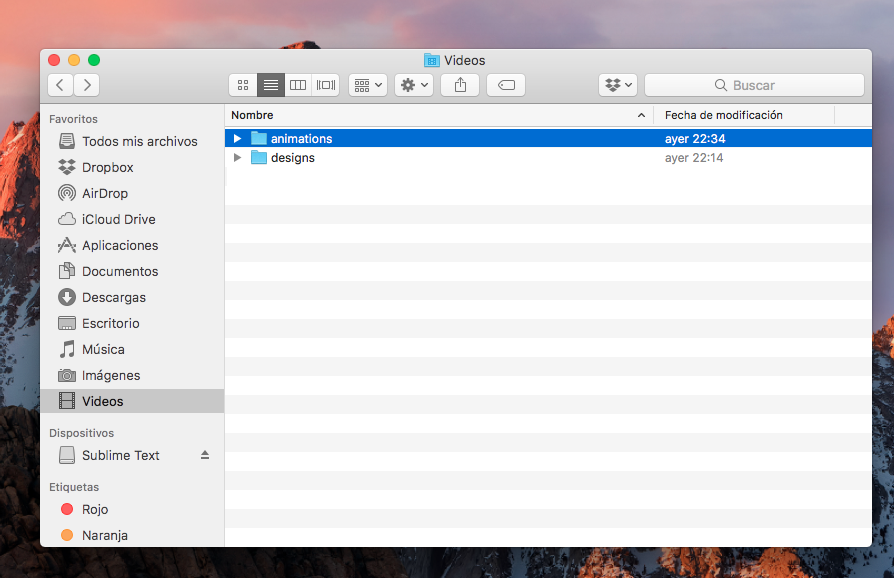 Videos
Buscar
Favoritos
Todos mis archivos
Dropbox
AirDrop
iCloud Drive
Aplicaciones
Documentos
Descargas
Escritorio
Música
Imágenes
Videos
Dispositivos
Sublime Text
Etiquetas
Rojo
Naranja
Nombre Fecha de modificación
animations ayer 22:34
designs ayer 22:14